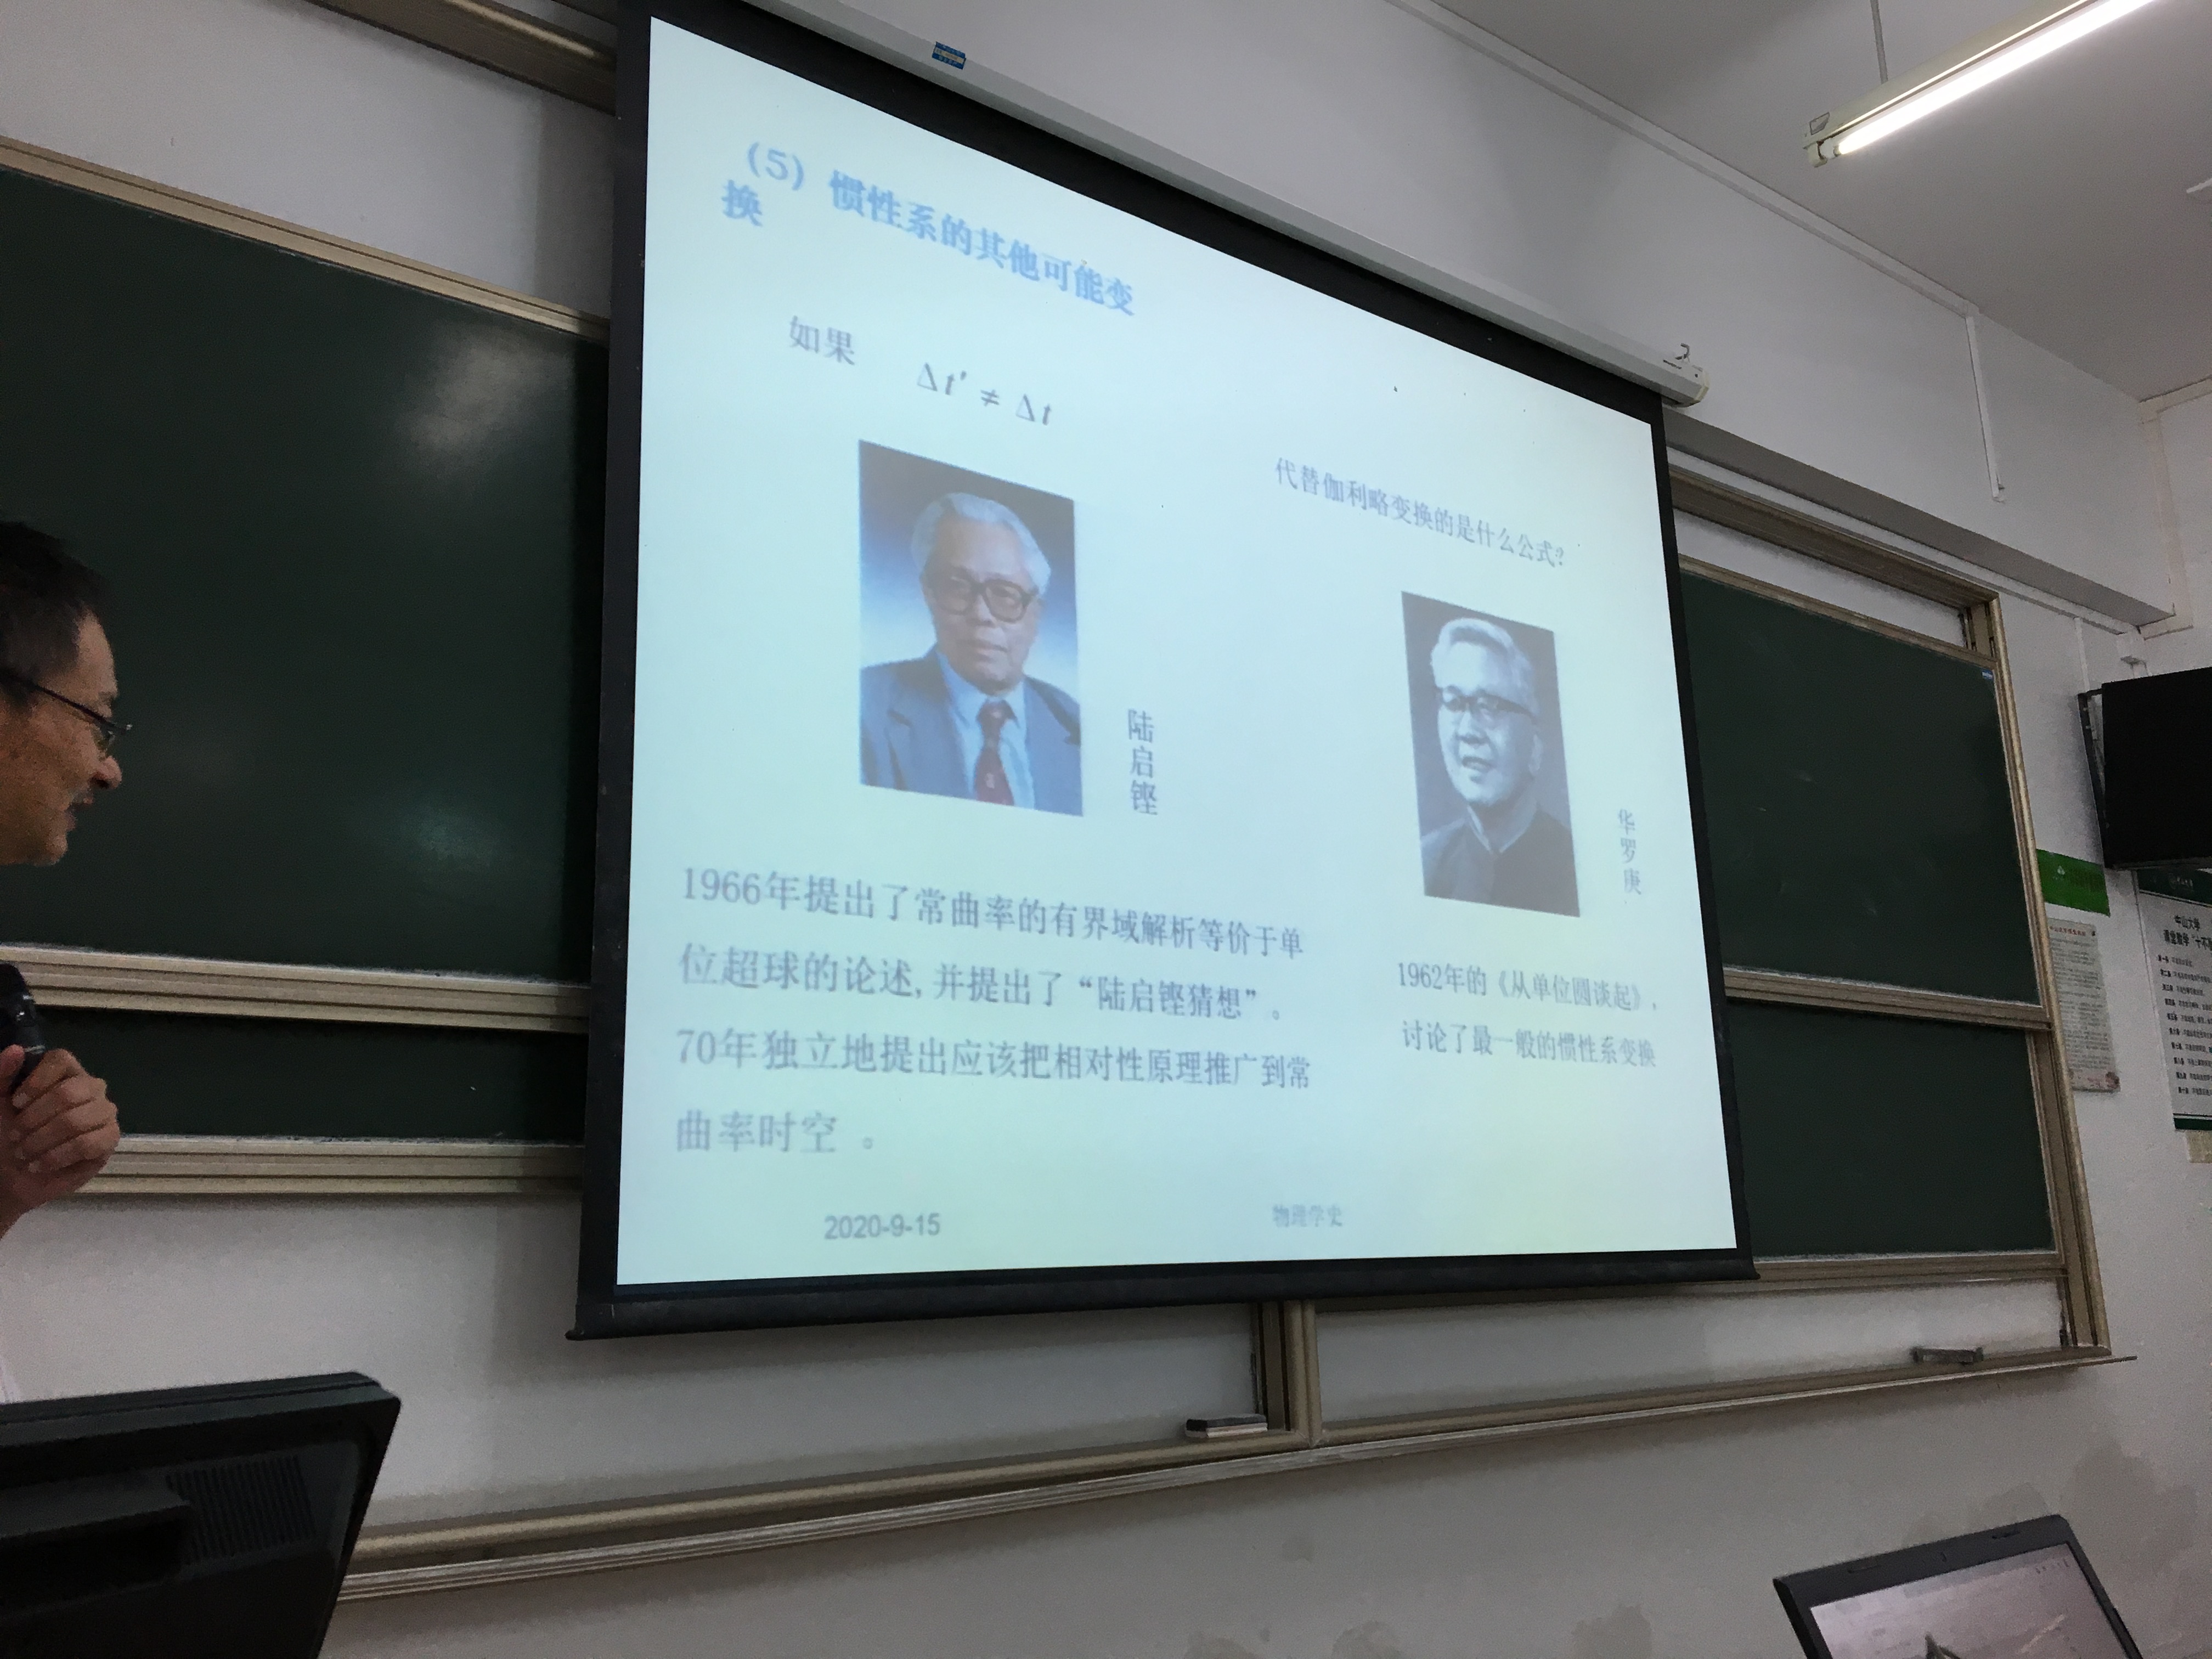 (5) 惯性系的其他可能变
换
如果 Δt' ≠ Δt
代替伽利略变换的是什么公式?
陆启铿
华罗庚
1966年提出了常曲率的有界域解析等价于单
位超球的论述,并提出了“陆启铿猜想”。
70年独立地提出应该把相对性原理推广到常
曲率时空 。
1962年的《从单位圆谈起》,
讨论了最一般的惯性系变换
2020-9-15
物理学史
中山大学